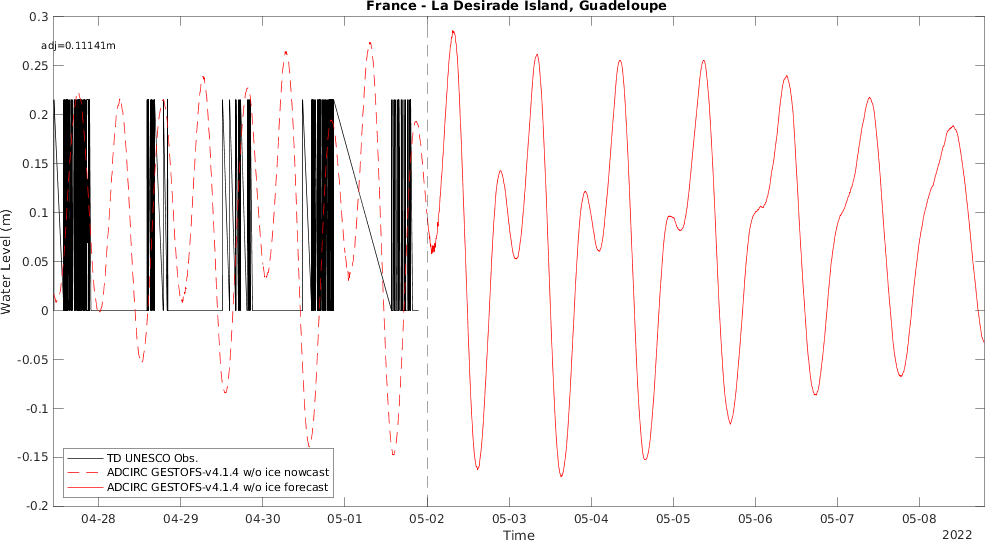 France - La Desirade Island, Guadeloupe
adj=0.11141m
0.3
0.25
0.2
0.15
0.1
0.05
0
-0.05
-0.1
-0.15
-0.2
Water Level (m)
TD UNESCO Obs.
ADCIRC GESTOFS-v4.1.4 w/o ice nowcast
ADCIRC GESTOFS-v4.1.4 w/o ice forecast
04-28 04-29 04-30 05-01 05-02 05-03 05-04 05-05 05-06 05-07 05-08
Time
2022